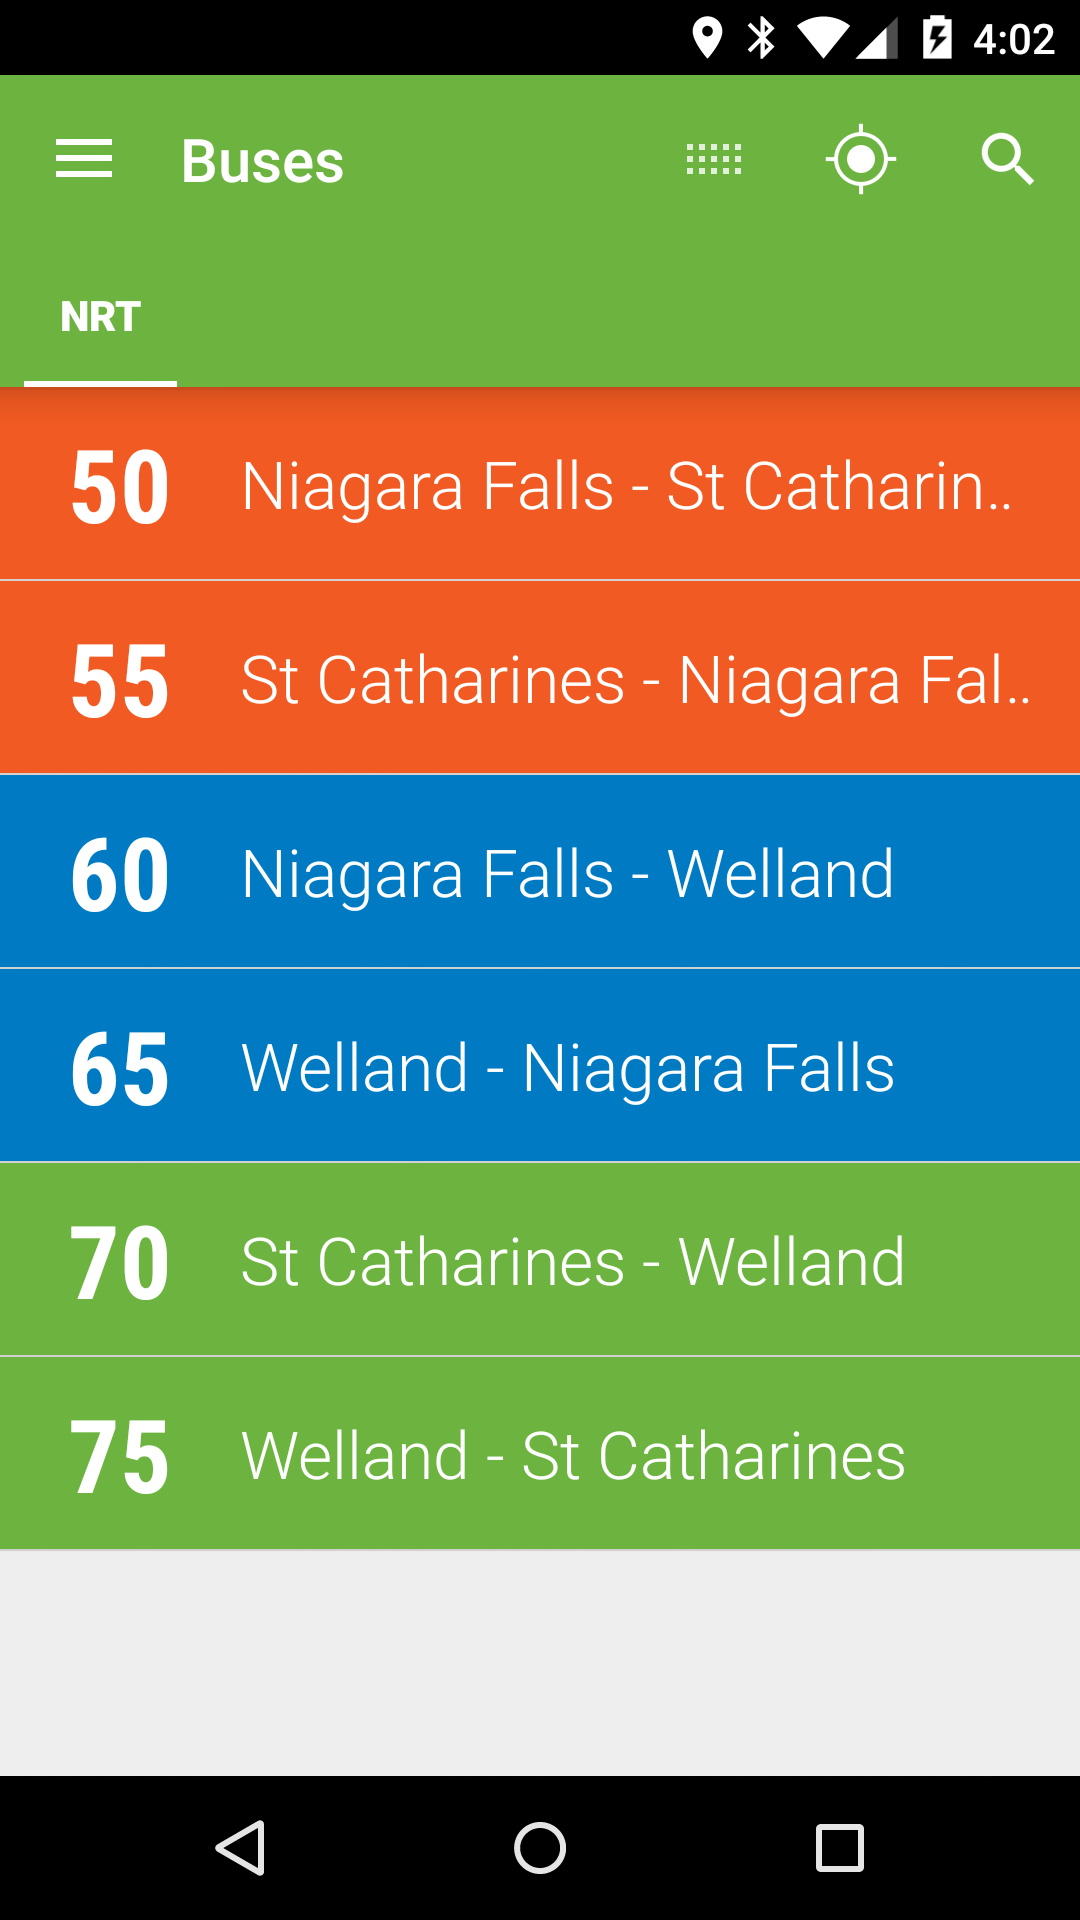 4:02
Buses
NRT
50 Niagara Falls - St Catharin..
55 St Catharines - Niagara Fal..
60 Niagara Falls - Welland
65 Welland - Niagara Falls
70 St Catharines - Welland
75 Welland - St Catharines